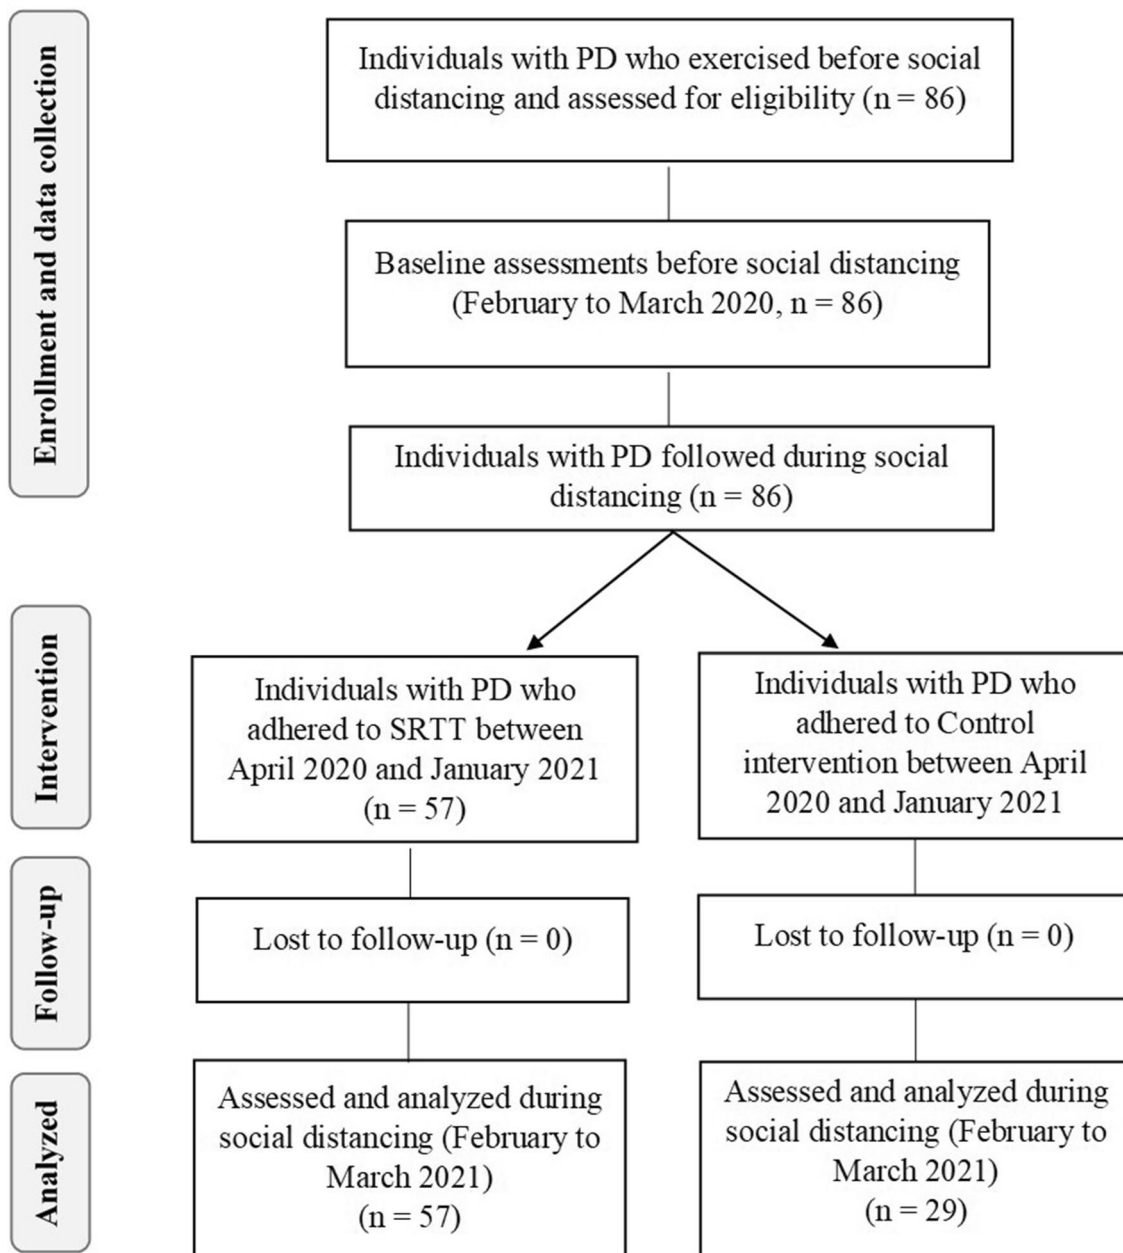 Enrollment and data collection
Individuals with PD who exercised before social
distancing and assessed for eligibility (n = 86)
Baseline assessments before social distancing
(February to March 2020, n = 86)
Individuals with PD followed during social
distancing (n = 86)
Intervention
Individuals with PD who
adhered to SRTT between
April 2020 and January 2021
(n = 57)
Individuals with PD who
adhered to Control
intervention between April
2020 and January 2021
Follow-up
Lost to follow-up (n = 0)
Lost to follow-up (n = 0)
Analyzed
Assessed and analyzed during
social distancing (February to
March 2021)
(n = 57)
Assessed and analyzed during
social distancing (February to
March 2021)
(n = 29)